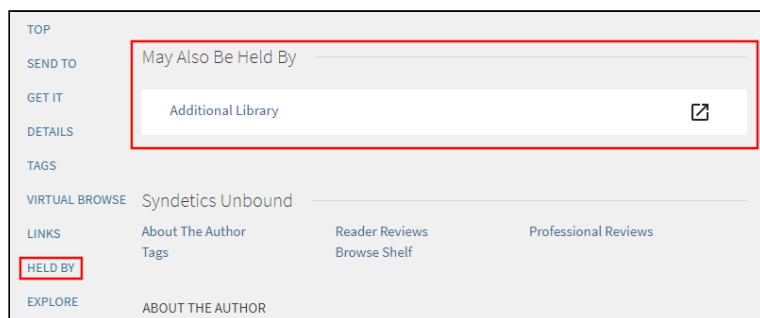 TOP
SEND TO
GET IT
DETAILS
TAGS
VIRTUAL BROWSE
LINKS
HELD BY
EXPLORE
May Also Be Held By
Additional Library
Syndetics Unbound
About The Author Reader Reviews Professional Reviews
Tags Browse Shelf
ABOUT THE AUTHOR